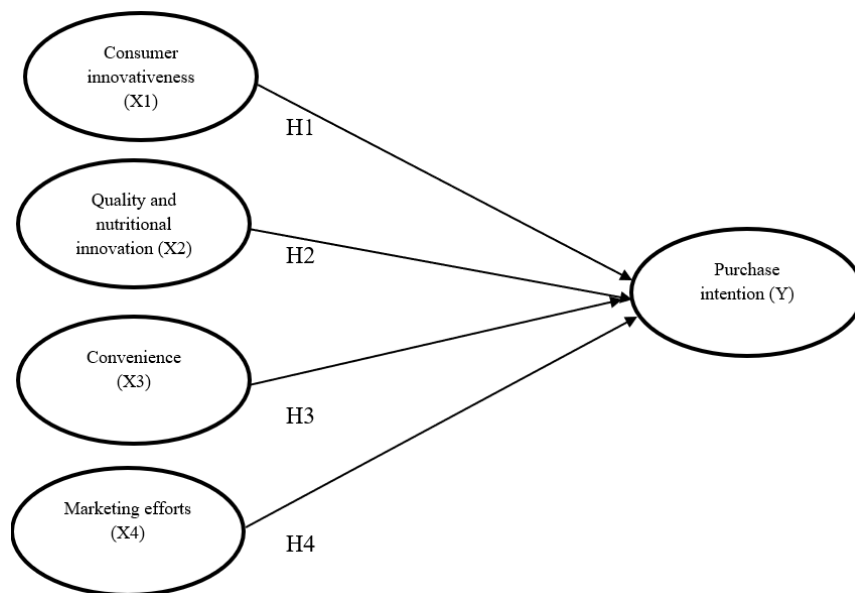 Consumer
innovativeness
(X1)
H1
Quality and
nutritional
innovation (X2)
H2
Purchase
intention (Y)
Convenience
(X3)
H3
Marketing efforts
(X4)
H4